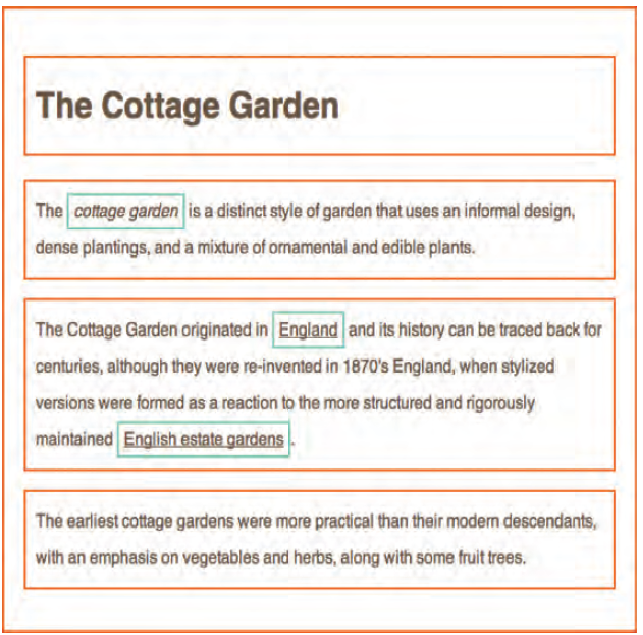 The Cottage Garden
The cottage garden is a distinct style of garden that uses an informal design,
dense plantings, and a mixture of ornamental and edible plants.
The Cottage Garden originated in England and its history can be traced back for
centuries, although they were re-invented in 1870's England, when stylized
versions were formed as a reaction to the more structured and rigorously
maintained English estate gardens.
The earliest cottage gardens were more practical than their modern descendants,
with an emphasis on vegetables and herbs, along with some fruit trees.